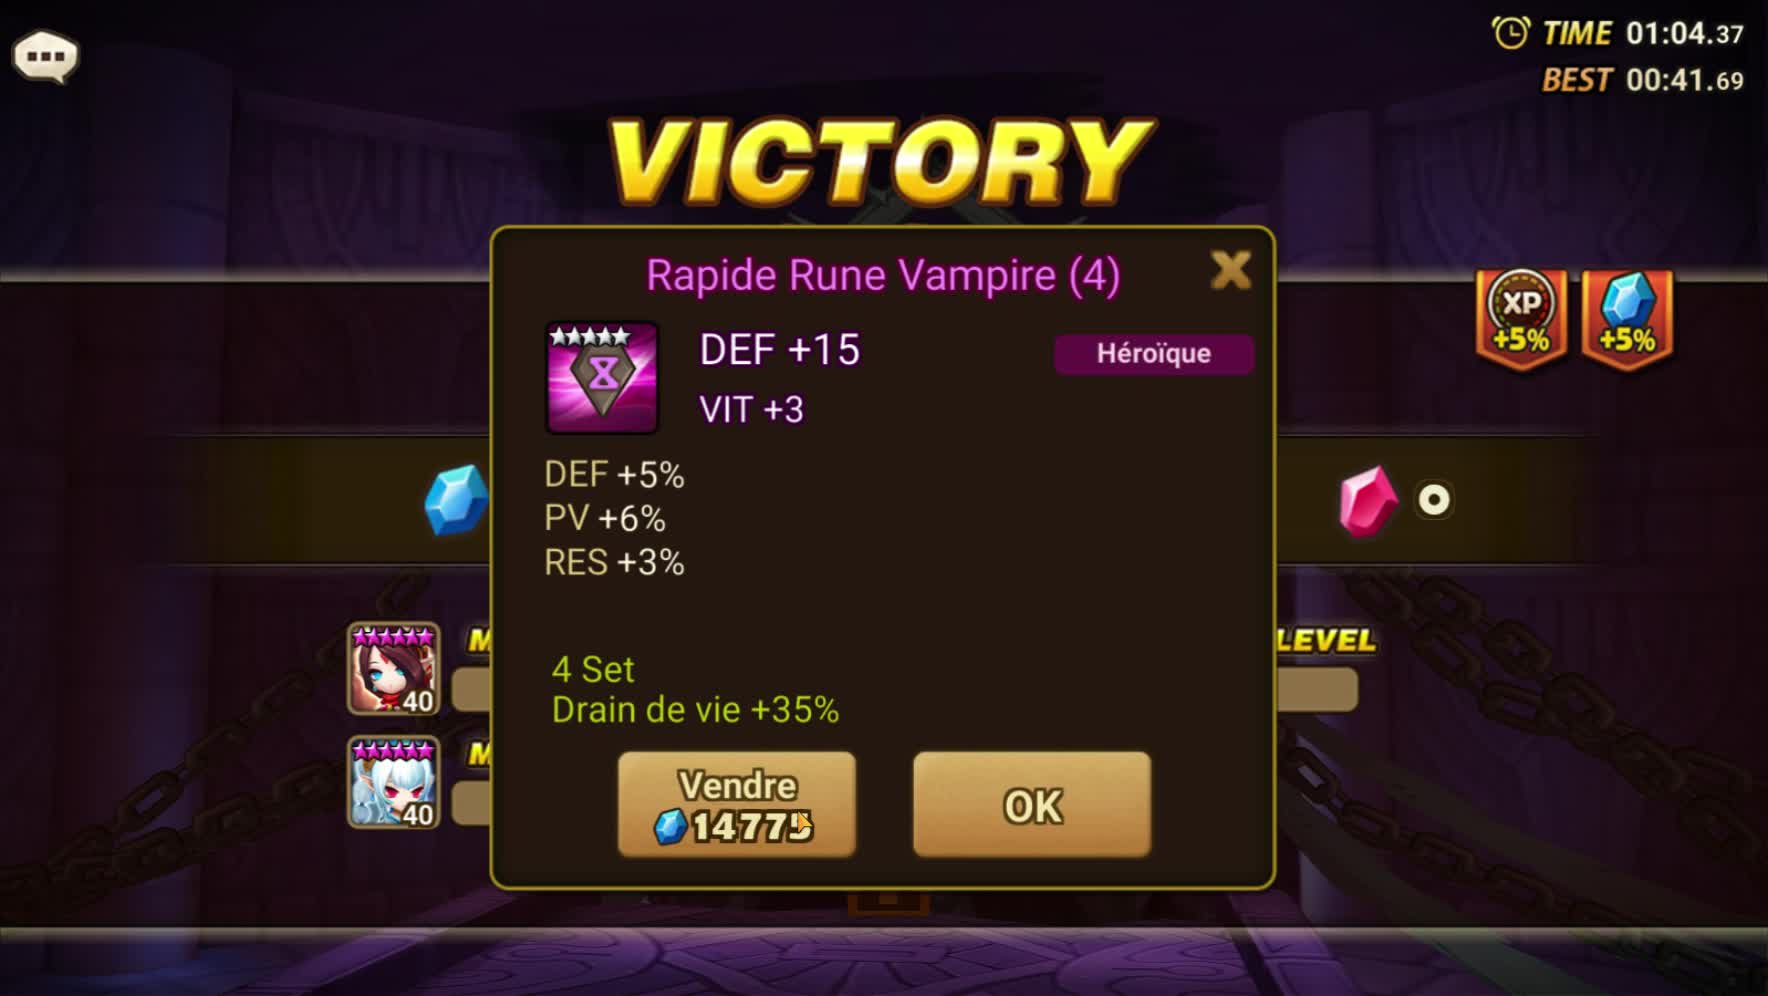 TIME 01:04.37
BEST 00:41.69
VICTORY
Rapide Rune Vampire (4)
XP
+5%
+5%
DEF +15
Héroïque
VIT +3
DEF +5%
PV +6%
RES +3%
0
LEVEL
40
4 Set
Drain de vie +35%
40
Vendre
14775
OK